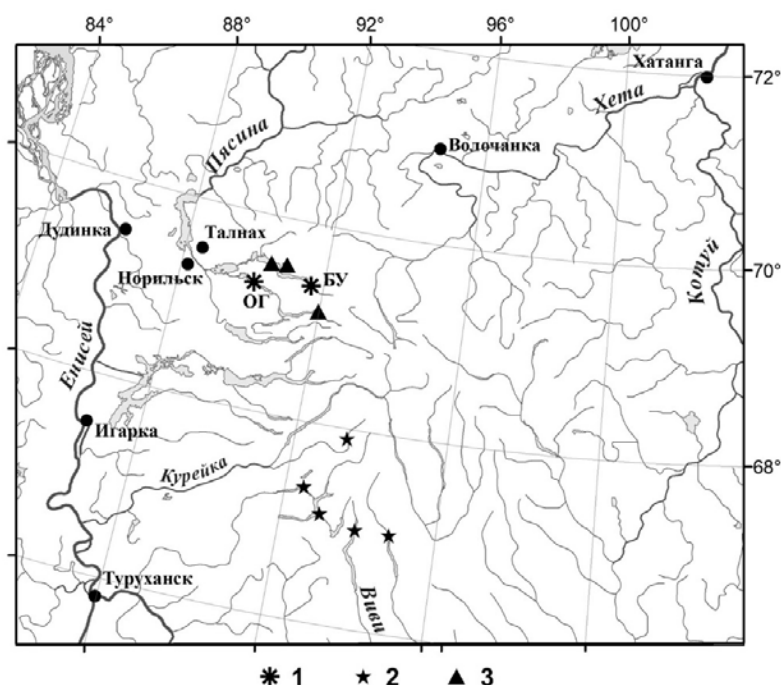 84° 88° 92° 96° 100°
Хатанга
72°
Хета
Пясина
Волочанка
Талнах
Дудинка
Норильск
БУ
ОГ
70°
Котуй
Енисей
Игарка
68°
Курейка
Виви
Туруханск
1 2 3